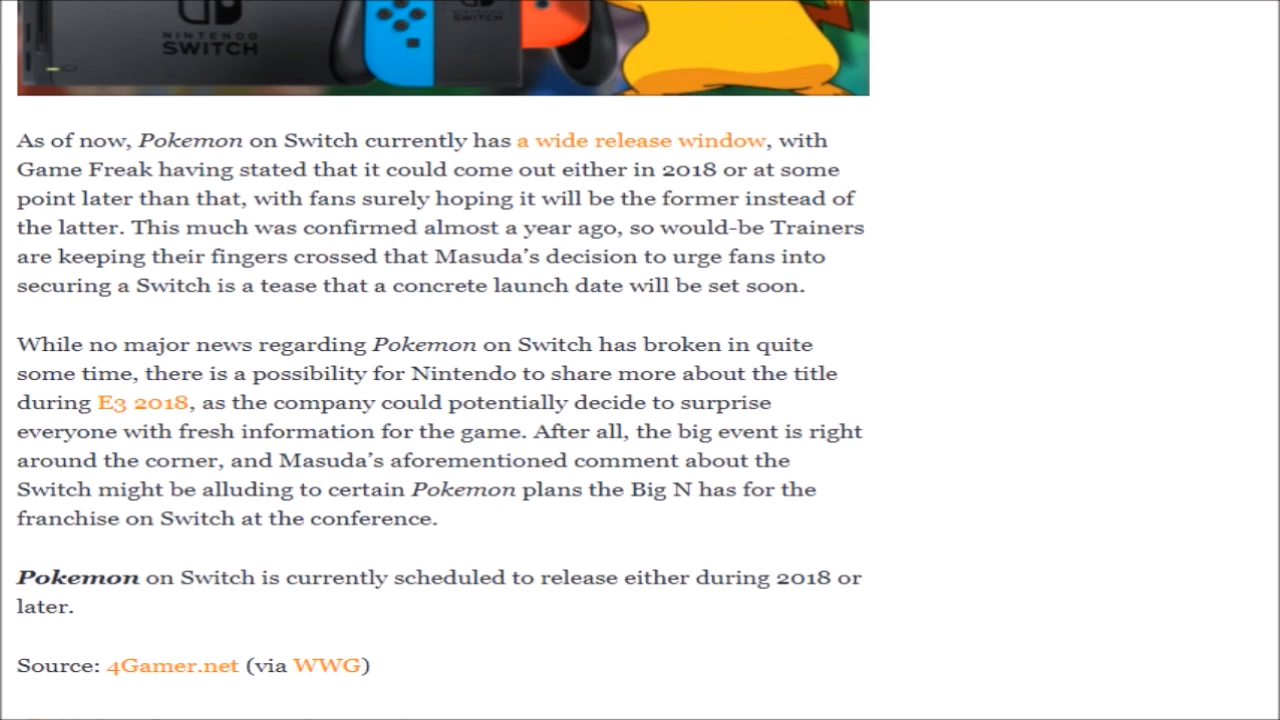 NINTENDO
SWITCH
As of now, Pokemon on Switch currently has a wide release window, with
Game Freak having stated that it could come out either in 2018 or at some
point later than that, with fans surely hoping it will be the former instead of
the latter. This much was confirmed almost a year ago, so would-be Trainers
are keeping their fingers crossed that Masuda’s decision to urge fans into
securing a Switch is a tease that a concrete launch date will be set soon.
While no major news regarding Pokemon on Switch has broken in quite
some time, there is a possibility for Nintendo to share more about the title
during E3 2018, as the company could potentially decide to surprise
everyone with fresh information for the game. After all, the big event is right
around the corner, and Masuda’s aforementioned comment about the
Switch might be alluding to certain Pokemon plans the Big N has for the
franchise on Switch at the conference.
Pokemon on Switch is currently scheduled to release either during 2018 or
later.
Source: 4Gamer.net (via WWG)